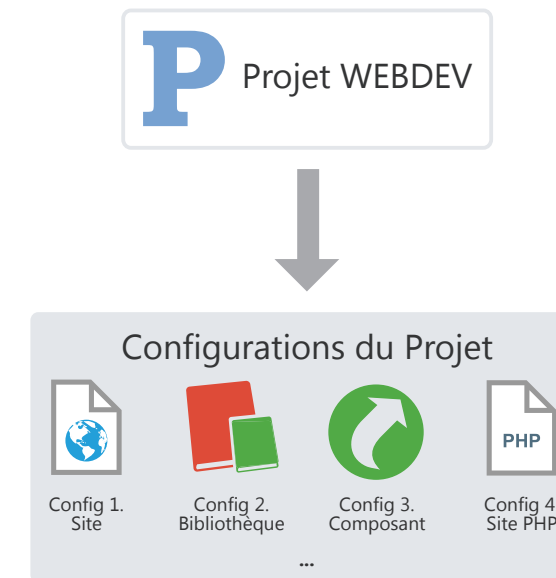 P Projet WEBDEV
Configurations du Projet
PHP
Config 1.
Site
Config 2.
Bibliothèque
Config 3.
Composant
Config 4
Site PHP
...